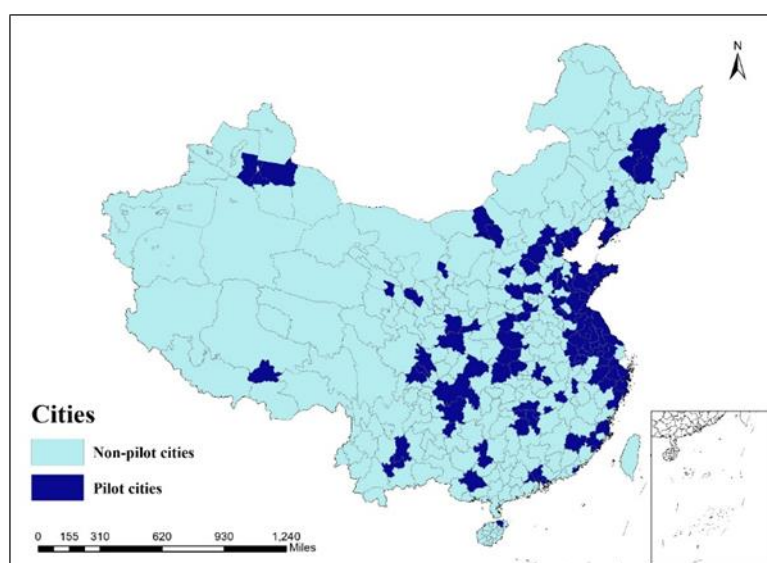 N
Cities
Non-pilot cities
Pilot cities
0 155 310 620 930 1,240
Miles